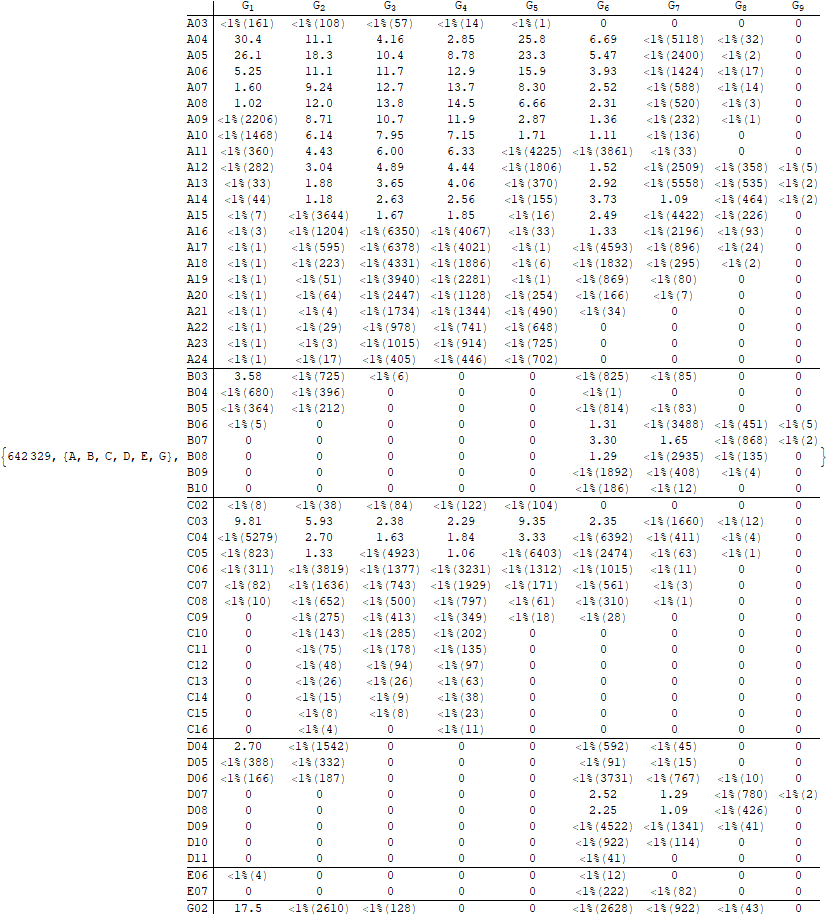 G1 G2 G3 G4 G5 G6 G7 G8 G9
A03 <1%(161) <1%(108) <1%(57) <1%(14) <1%(1) 0 0 0 0
A04 30.4 11.1 4.16 2.85 25.8 6.69 <1%(5118) <1%(32) 0
A05 26.1 18.3 10.4 8.78 23.3 5.47 <1%(2400) <1%(2) 0
A06 5.25 11.1 11.7 12.9 15.9 3.93 <1%(1424) <1%(17) 0
A07 1.60 9.24 12.7 13.7 8.30 2.52 <1%(588) <1%(14) 0
A08 1.02 12.0 13.8 14.5 6.66 2.31 <1%(520) <1%(3) 0
A09 <1%(2206) 8.71 10.7 11.9 2.87 1.36 <1%(232) <1%(1) 0
A10 <1%(1468) 6.14 7.95 7.15 1.71 1.11 <1%(136) 0 0
A11 <1%(360) 4.43 6.00 6.33 <1%(4225) <1%(3861) <1%(33) 0 0
A12 <1%(282) 3.04 4.89 4.44 <1%(1806) 1.52 <1%(2509) <1%(358) <1%(5)
A13 <1%(33) 1.88 3.65 4.06 <1%(370) 2.92 <1%(5558) <1%(535) <1%(2)
A14 <1%(44) 1.18 2.63 2.56 <1%(155) 3.73 1.09 <1%(464) <1%(2)
A15 <1%(7) <1%(3644) 1.67 1.85 <1%(16) 2.49 <1%(4422) <1%(226) 0
A16 <1%(3) <1%(1204) <1%(6350) <1%(4067) <1%(33) 1.33 <1%(2196) <1%(93) 0
A17 <1%(1) <1%(595) <1%(6378) <1%(4021) <1%(1) <1%(4593) <1%(896) <1%(24) 0
A18 <1%(1) <1%(223) <1%(4331) <1%(1886) <1%(6) <1%(1832) <1%(295) <1%(2) 0
A19 <1%(1) <1%(51) <1%(3940) <1%(2281) <1%(1) <1%(869) <1%(80) 0 0
A20 <1%(1) <1%(64) <1%(2447) <1%(1128) <1%(254) <1%(166) <1%(7) 0 0
A21 <1%(1) <1%(4) <1%(1734) <1%(1344) <1%(490) <1%(34) 0 0 0
A22 <1%(1) <1%(29) <1%(978) <1%(741) <1%(648) 0 0 0 0
A23 <1%(1) <1%(3) <1%(1015) <1%(914) <1%(725) 0 0 0 0
A24 <1%(1) <1%(17) <1%(405) <1%(446) <1%(702) 0 0 0 0
B03 3.58 <1%(725) <1%(6) 0 0 <1%(825) <1%(85) 0 0
B04 <1%(680) <1%(396) 0 0 0 <1%(1) 0 0 0
B05 <1%(364) <1%(212) 0 0 0 <1%(814) <1%(83) 0 0
B06 <1%(5) 0 0 0 0 1.31 <1%(3488) <1%(451) <1%(5)
B07 0 0 0 0 0 3.30 1.65 <1%(868) <1%(2)
{642329, {A, B, C, D, E, G}, B08 0 0 0 0 0 1.29 <1%(2935) <1%(135) 0 }
B09 0 0 0 0 0 <1%(1892) <1%(408) <1%(4) 0
B10 0 0 0 0 0 <1%(186) <1%(12) 0 0
C02 <1%(8) <1%(38) <1%(84) <1%(122) <1%(104) 0 0 0 0
C03 9.81 5.93 2.38 2.29 9.35 2.35 <1%(1660) <1%(12) 0
C04 <1%(5279) 2.70 1.63 1.84 3.33 <1%(6392) <1%(411) <1%(4) 0
C05 <1%(823) 1.33 <1%(4923) 1.06 <1%(6403) <1%(2474) <1%(63) <1%(1) 0
C06 <1%(311) <1%(3819) <1%(1377) <1%(3231) <1%(1312) <1%(1015) <1%(11) 0 0
C07 <1%(82) <1%(1636) <1%(743) <1%(1929) <1%(171) <1%(561) <1%(3) 0 0
C08 <1%(10) <1%(652) <1%(500) <1%(797) <1%(61) <1%(310) <1%(1) 0 0
C09 0 <1%(275) <1%(413) <1%(349) <1%(18) <1%(28) 0 0 0
C10 0 <1%(143) <1%(285) <1%(202) 0 0 0 0 0
C11 0 <1%(75) <1%(178) <1%(135) 0 0 0 0 0
C12 0 <1%(48) <1%(94) <1%(97) 0 0 0 0 0
C13 0 <1%(26) <1%(26) <1%(63) 0 0 0 0 0
C14 0 <1%(15) <1%(9) <1%(38) 0 0 0 0 0
C15 0 <1%(8) <1%(8) <1%(23) 0 0 0 0 0
C16 0 <1%(4) 0 <1%(11) 0 0 0 0 0
D04 2.70 <1%(1542) 0 0 0 <1%(592) <1%(45) 0 0
D05 <1%(388) <1%(332) 0 0 0 <1%(91) <1%(15) 0 0
D06 <1%(166) <1%(187) 0 0 0 <1%(3731) <1%(767) <1%(10) 0
D07 0 0 0 0 0 2.52 1.29 <1%(780) <1%(2)
D08 0 0 0 0 0 2.25 1.09 <1%(426) 0
D09 0 0 0 0 0 <1%(4522) <1%(1341) <1%(41) 0
D10 0 0 0 0 0 <1%(922) <1%(114) 0 0
D11 0 0 0 0 0 <1%(41) 0 0 0
E06 <1%(4) 0 0 0 0 <1%(12) 0 0 0
E07 0 0 0 0 0 <1%(222) <1%(82) 0 0
G02 17.5 <1%(2610) <1%(128) 0 0 <1%(2628) <1%(922) <1%(43) 0